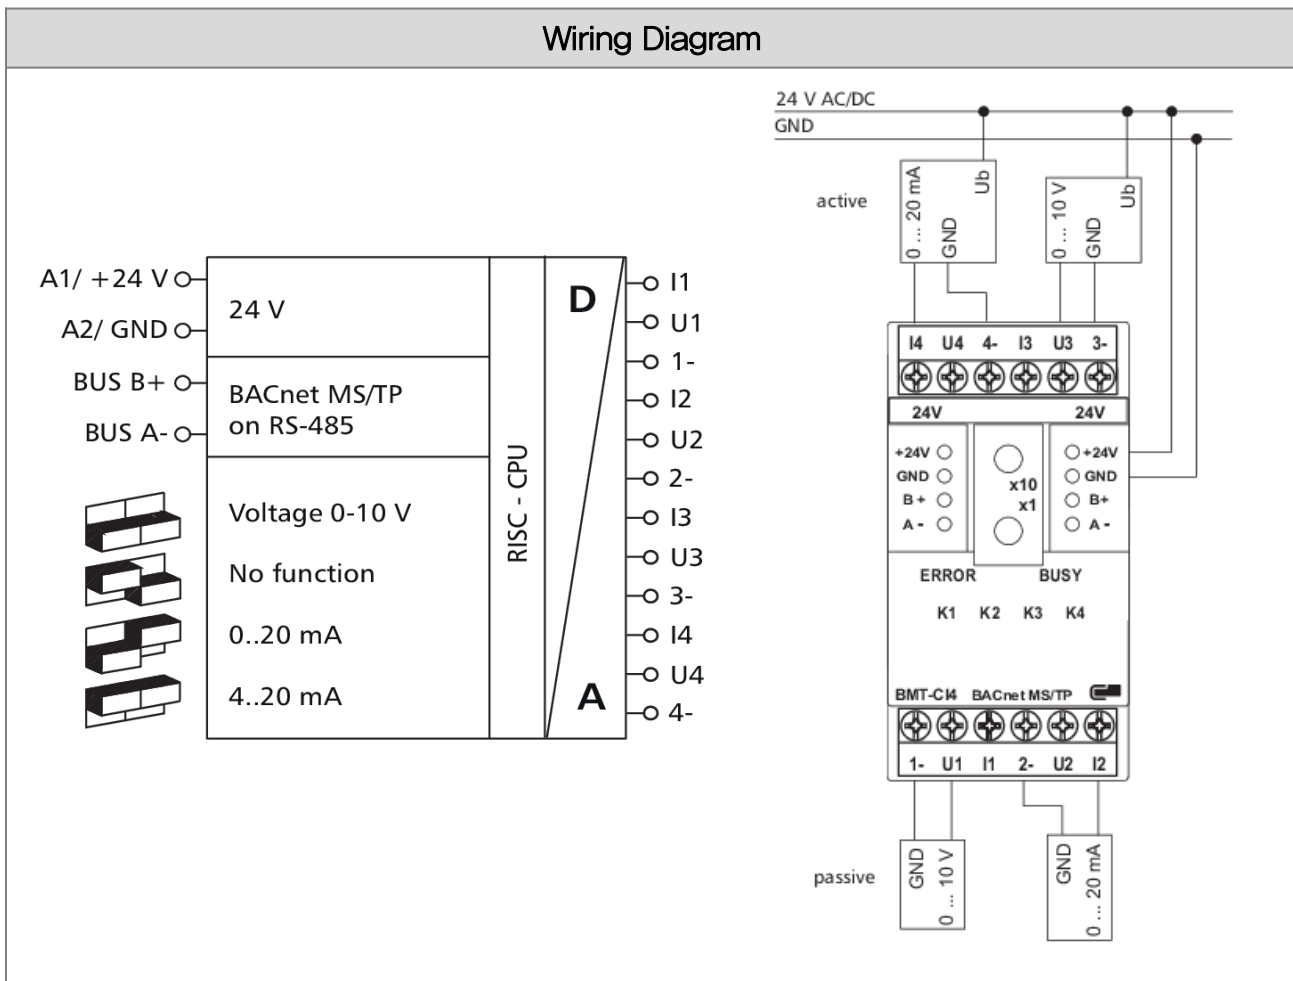 Wiring Diagram
A1/ +24 V
A2/ GND
BUS B+
BUS A-
24 V
BACnet MS/TP
on RS-485
Voltage 0-10 V
No function
0..20 mA
4..20 mA
RISC - CPU
D
A
I1
U1
1-
I2
U2
2-
I3
U3
3-
I4
U4
4-
24 V AC/DC
GND
active
0 ... 20 mA
GND
Ub
0 ... 10 V
GND
Ub
I4 U4 4- I3 U3 3-
24V 24V
+24V
GND
B+
A-
x10
x1
+24V
GND
B+
A-
ERROR BUSY
K1 K2 K3 K4
BMT-CI4 BACnet MS/TP
1- U1 I1 2- U2 I2
passive
GND
0 ... 10 V
GND
0 ... 20 mA